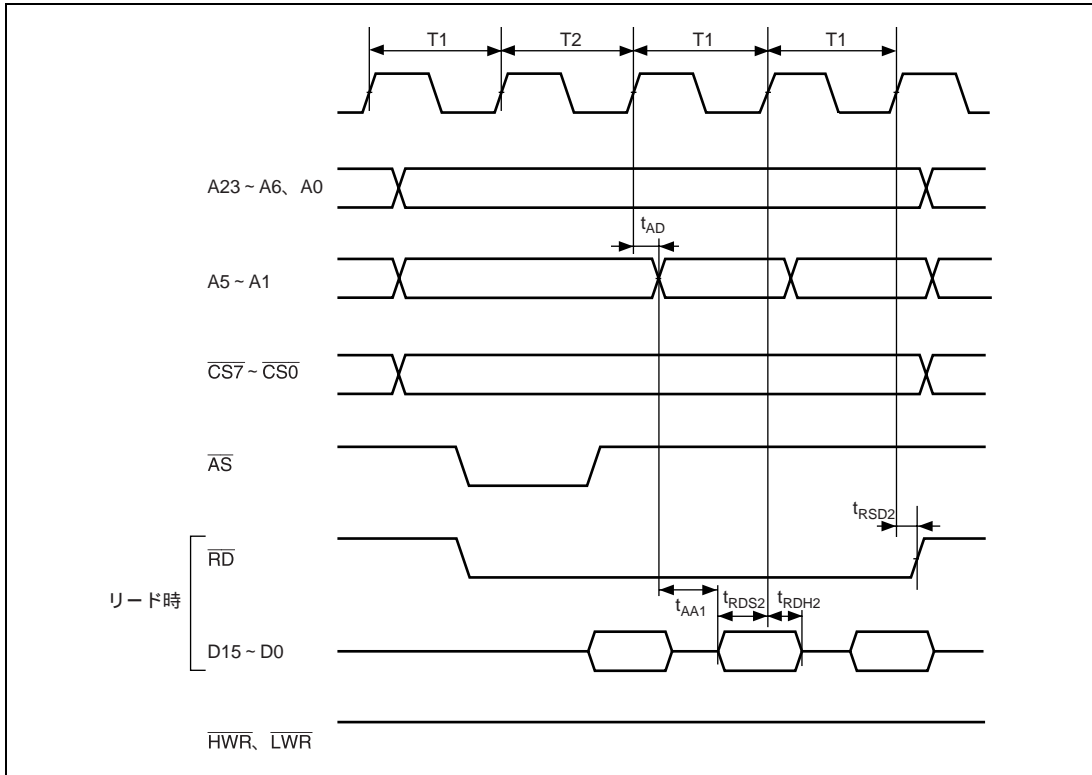 T1 T2 T1 T1
A23 ~ A6、A0
tAD
A5 ~ A1
CS7 ~ CS0
AS
tRSD2
RD
リード時
tAA1 tRDS2 tRDH2
D15 ~ D0
HWR、LWR